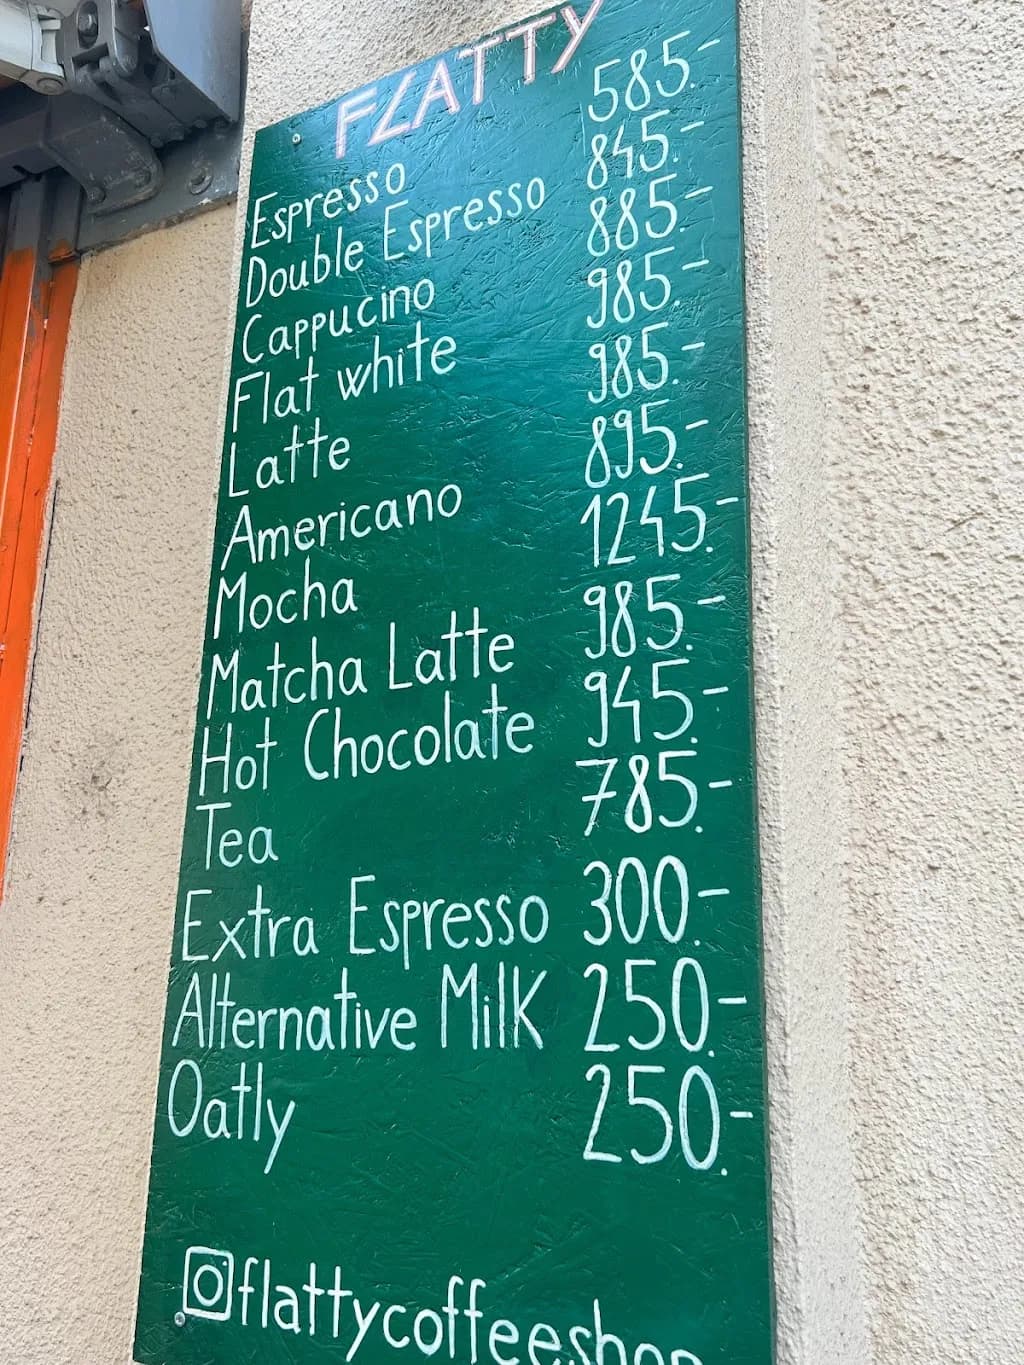 FLATTY
Espresso 585.-
Double Espresso 845.-
Cappucino 885.-
Flat white 985.-
Latte 985.-
Americano 895.-
Mocha 1245.-
Matcha Latte 985.-
Hot Chocolate 945.-
Tea 785.-
Extra Espresso 300.-
Alternative Milk 250.-
Oatly 250.-
flattycoffeeshop